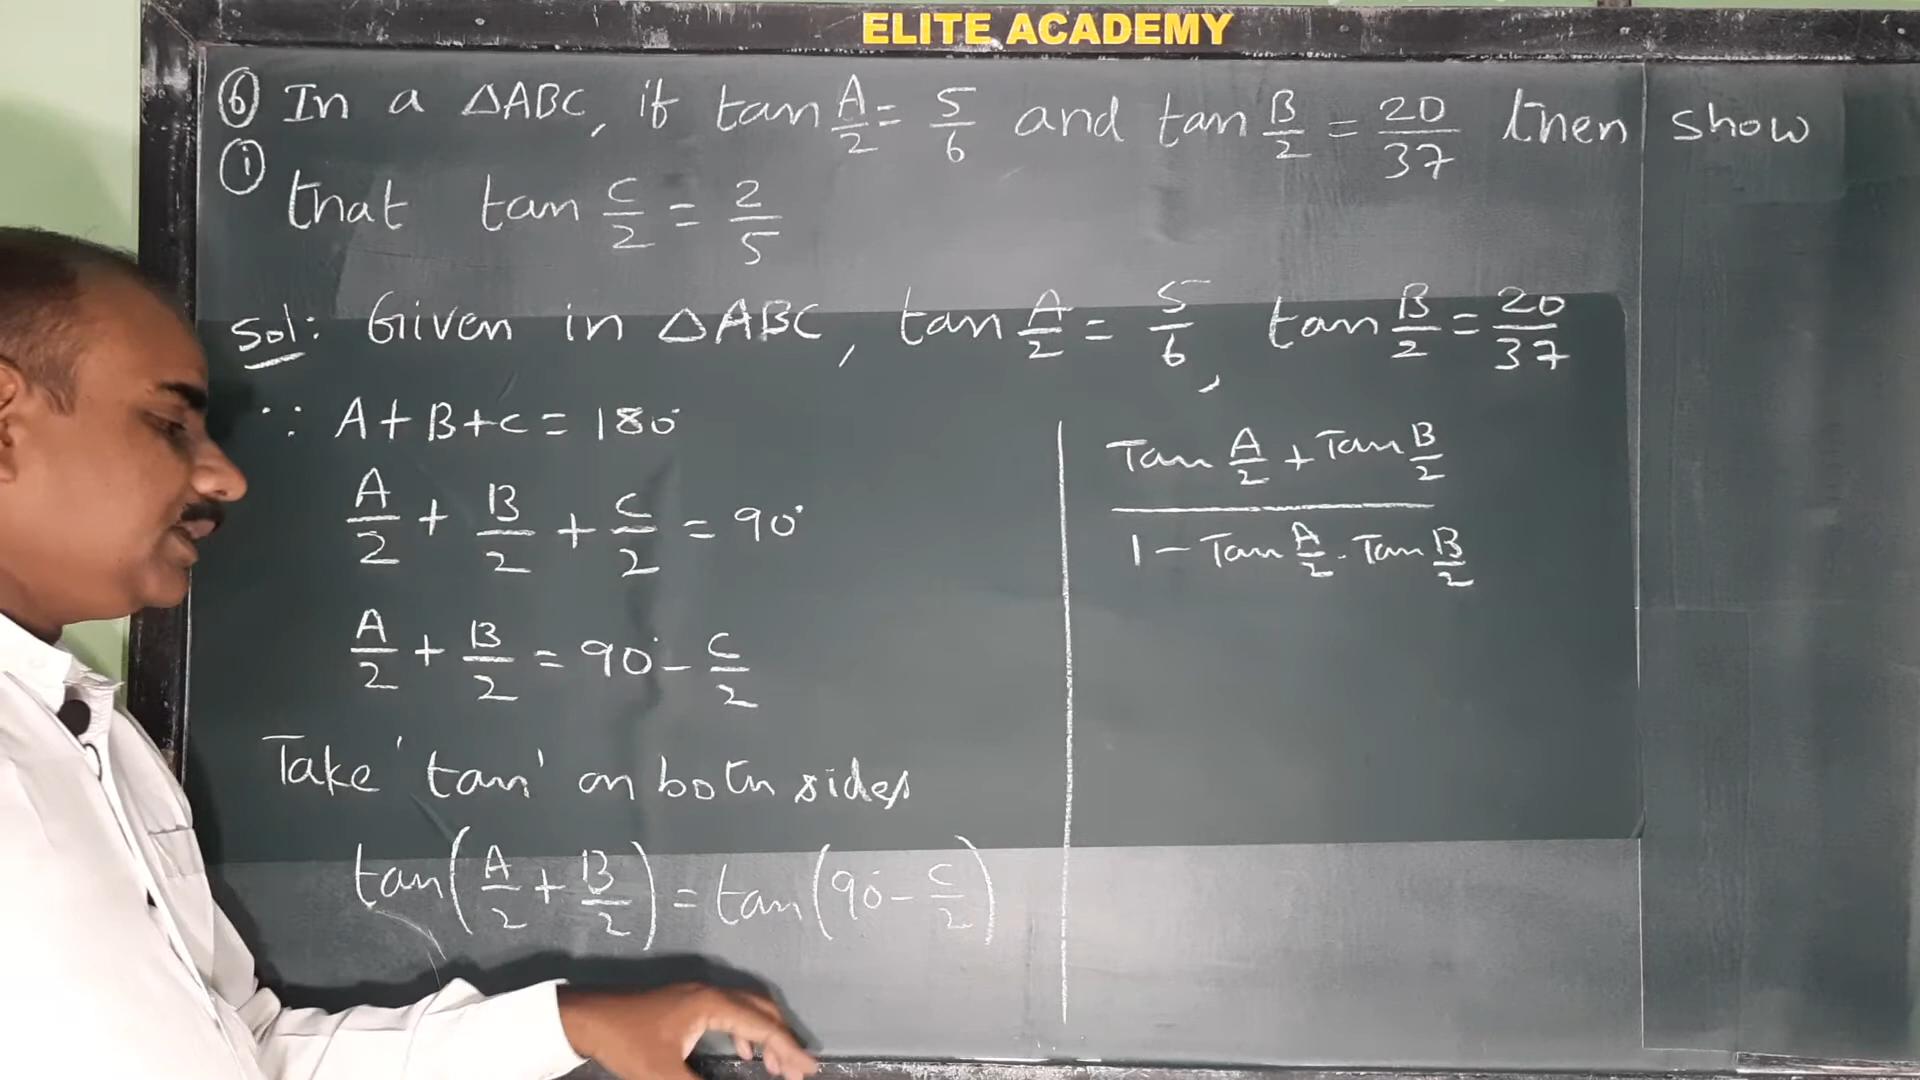 ELITE ACADEMY
⑥ In a △ABC, if tan A/2 = 5/6 and tan B/2 = 20/37 then show
ⓘ that tan C/2 = 2/5
Sol: Given in △ABC, tan A/2 = 5/6, tan B/2 = 20/37
∵ A+B+C = 180°
A/2 + B/2 + C/2 = 90°
A/2 + B/2 = 90° - C/2
Take 'tan' on both sides
tan(A/2 + B/2) = tan(90° - C/2)
Tan A/2 + Tan B/2
1 - Tan A/2 . Tan B/2